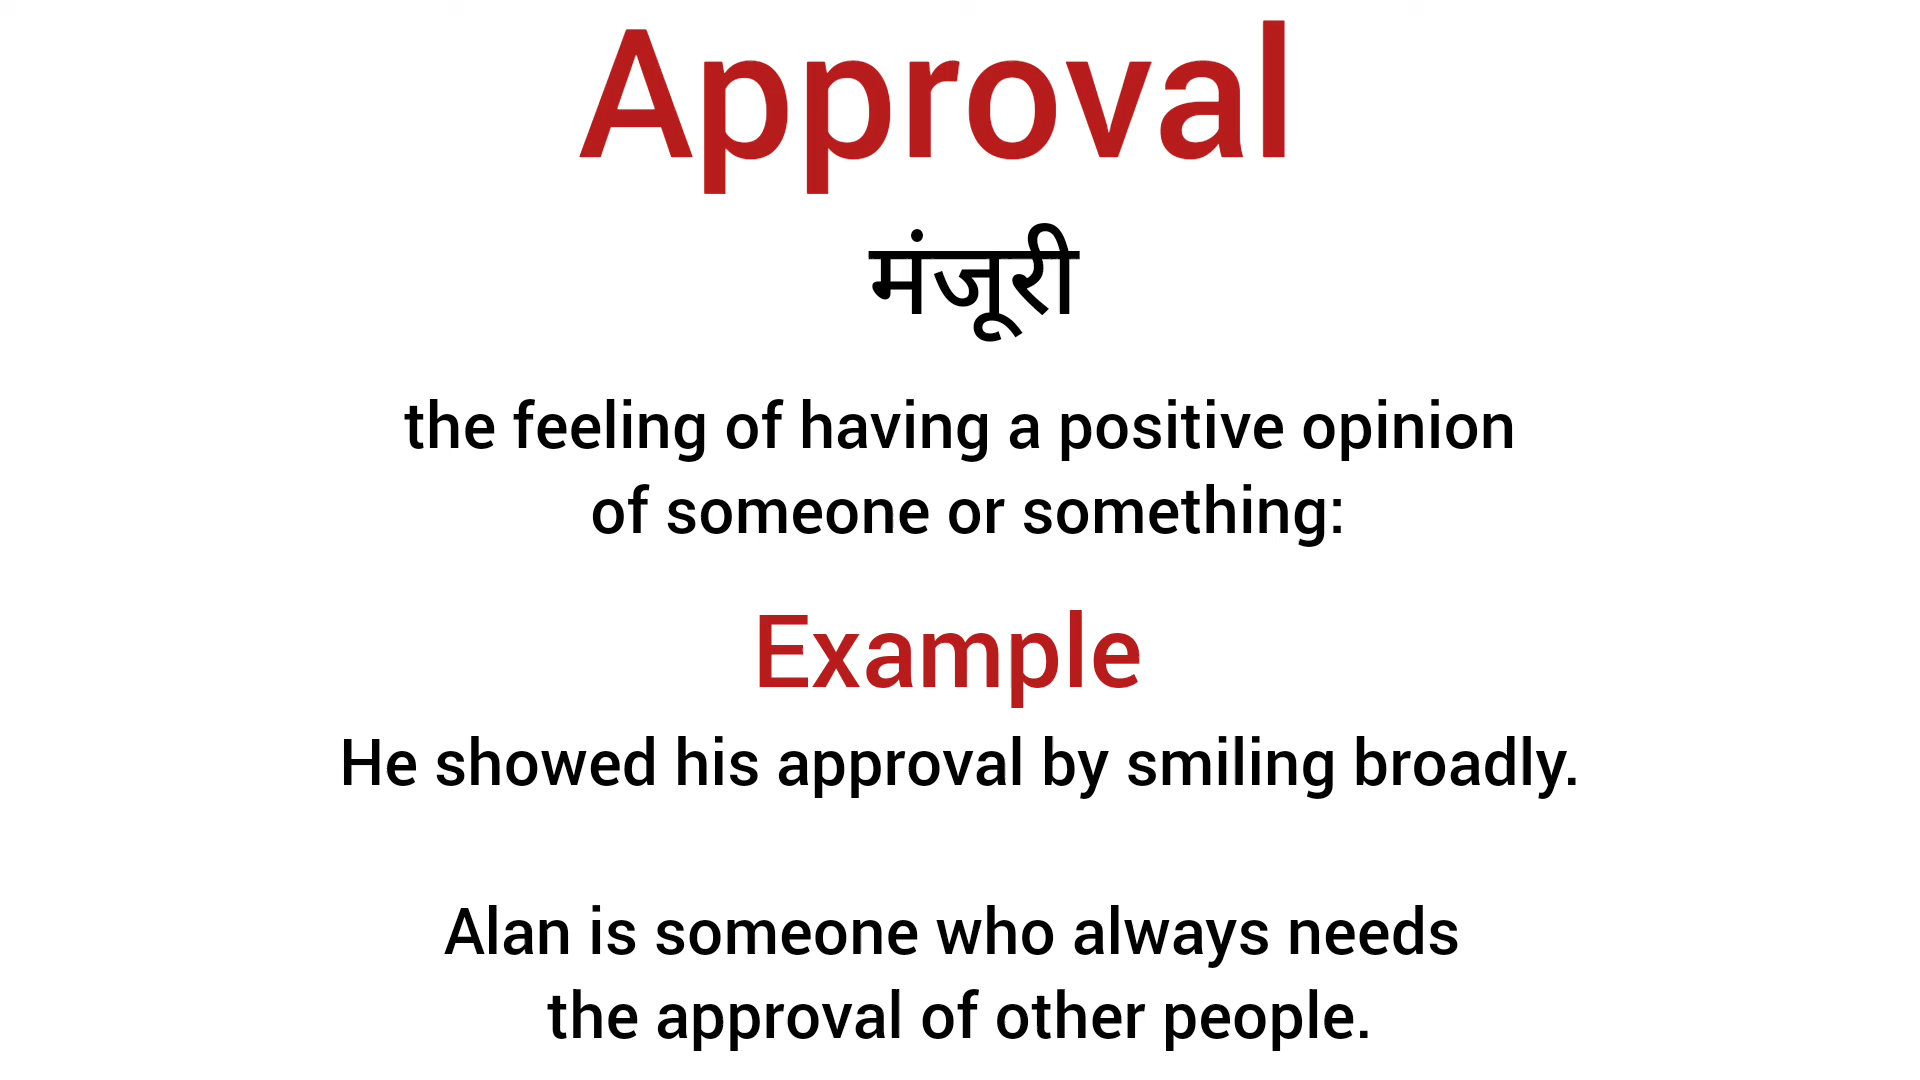 Approval
मंजूरी
the feeling of having a positive opinion
of someone or something:
Example
He showed his approval by smiling broadly.
Alan is someone who always needs
the approval of other people.